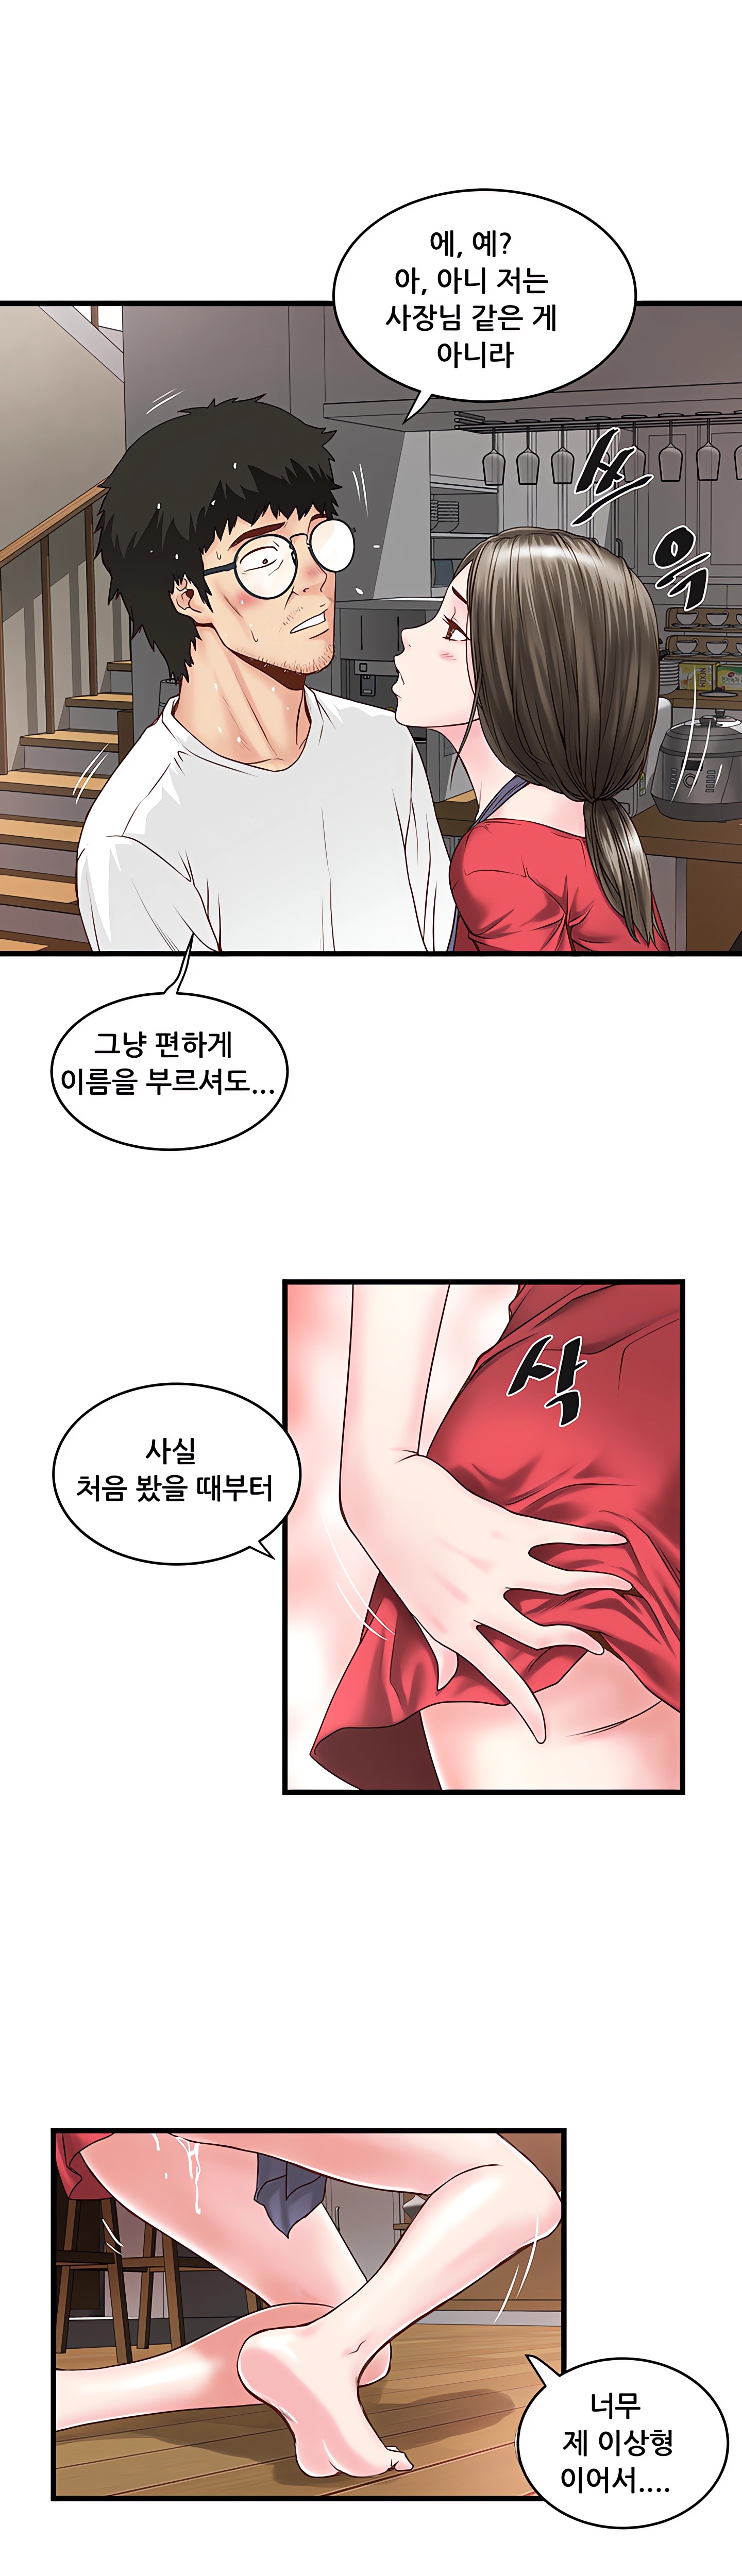 에, 예?
아, 아니 저는
사장님 같은 게
아니라
쓰
윽
그냥 편하게
이름을 부르셔도...
삭
사실
처음 봤을 때부터
너무
제 이상형
이어서....